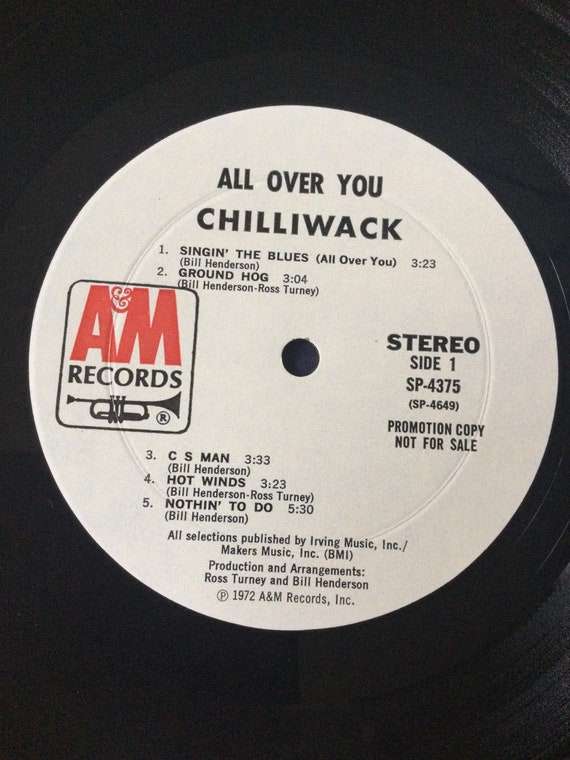 ALL OVER YOU
CHILLIWACK
1. SINGIN' THE BLUES (All Over You) 3:23
(Bill Henderson)
2. GROUND HOG 3:04
(Bill Henderson-Ross Turney)
A&M
RECORDS
®
STEREO
SIDE 1
SP-4375
(SP-4649)
PROMOTION COPY
NOT FOR SALE
3. C S MAN 3:33
(Bill Henderson)
4. HOT WINDS 3:23
(Bill Henderson-Ross Turney)
5. NOTHIN' TO DO 5:30
(Bill Henderson)
All selections published by Irving Music, Inc./
Makers Music, Inc. (BMI)
Production and Arrangements:
Ross Turney and Bill Henderson
℗ 1972 A&M Records, Inc.